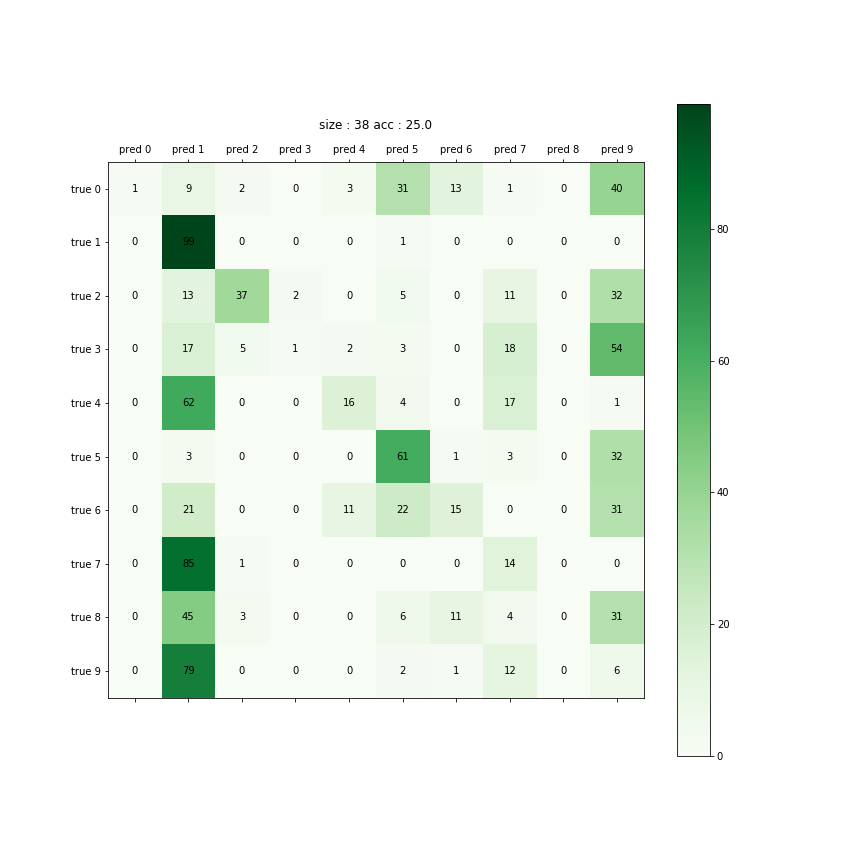 size : 38 acc : 25.0
pred 0 pred 1 pred 2 pred 3 pred 4 pred 5 pred 6 pred 7 pred 8 pred 9
true 0 1 9 2 0 3 31 13 1 0 40
true 1 0 99 0 0 0 1 0 0 0 0
true 2 0 13 37 2 0 5 0 11 0 32
true 3 0 17 5 1 2 3 0 18 0 54
true 4 0 62 0 0 16 4 0 17 0 1
true 5 0 3 0 0 0 61 1 3 0 32
true 6 0 21 0 0 11 22 15 0 0 31
true 7 0 85 1 0 0 0 0 14 0 0
true 8 0 45 3 0 0 6 11 4 0 31
true 9 0 79 0 0 0 2 1 12 0 6
80
60
40
20
0